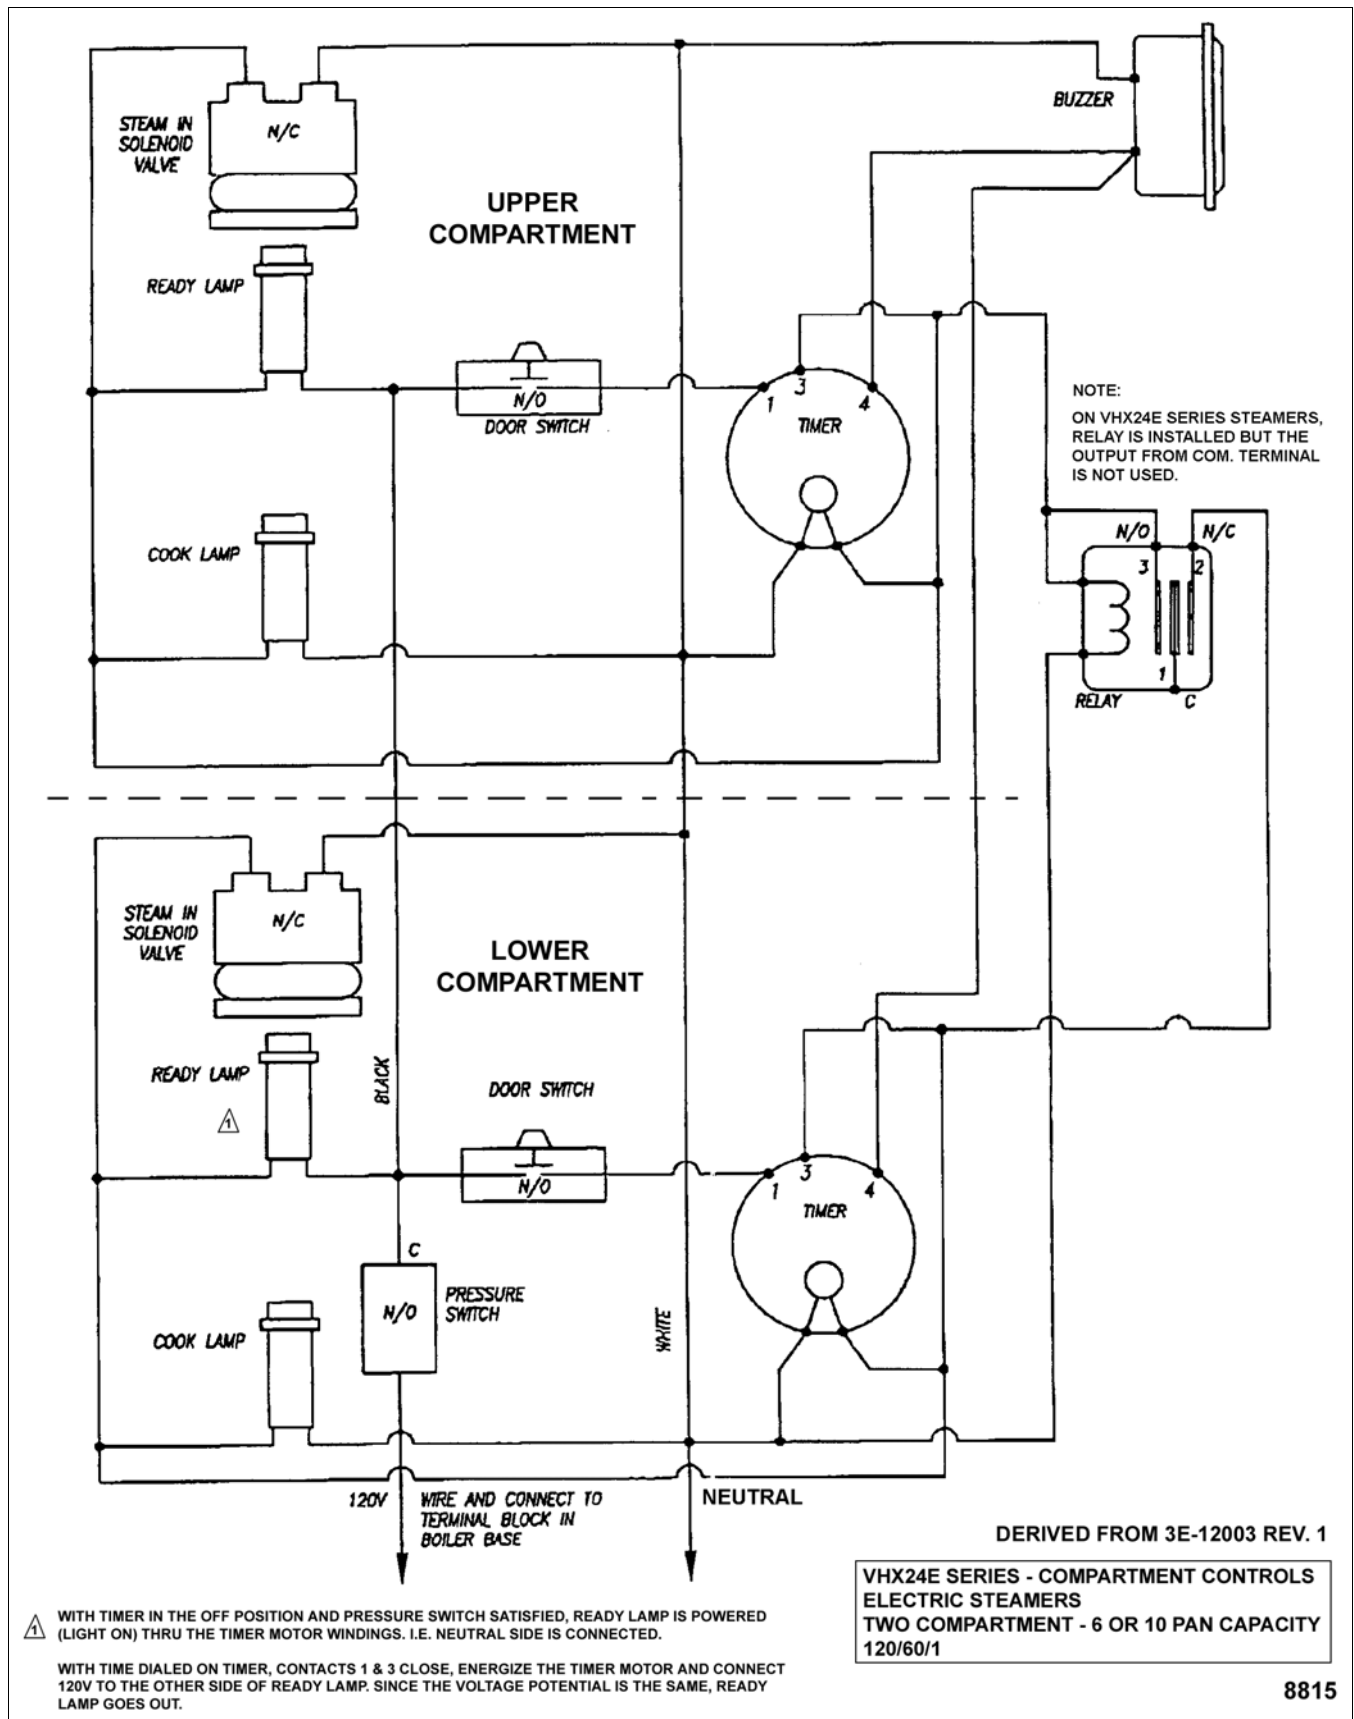 BUZZER
STEAM IN
SOLENOID
VALVE
N/C
UPPER
COMPARTMENT
READY LAMP
N/O
DOOR SWITCH
1
3
4
TIMER
NOTE:
ON VHX24E SERIES STEAMERS,
RELAY IS INSTALLED BUT THE
OUTPUT FROM COM. TERMINAL
IS NOT USED.
COOK LAMP
N/O
N/C
3
2
1
RELAY
C
STEAM IN
SOLENOID
VALVE
N/C
LOWER
COMPARTMENT
READY LAMP
1
BLACK
DOOR SWITCH
N/O
1
3
4
TIMER
C
N/O
PRESSURE
SWITCH
WHITE
COOK LAMP
120V
WIRE AND CONNECT TO
TERMINAL BLOCK IN
BOILER BASE
NEUTRAL
DERIVED FROM 3E-12003 REV. 1
VHX24E SERIES - COMPARTMENT CONTROLS
ELECTRIC STEAMERS
TWO COMPARTMENT - 6 OR 10 PAN CAPACITY
120/60/1
1
WITH TIMER IN THE OFF POSITION AND PRESSURE SWITCH SATISFIED, READY LAMP IS POWERED
(LIGHT ON) THRU THE TIMER MOTOR WINDINGS. I.E. NEUTRAL SIDE IS CONNECTED.
WITH TIME DIALED ON TIMER, CONTACTS 1 & 3 CLOSE, ENERGIZE THE TIMER MOTOR AND CONNECT
120V TO THE OTHER SIDE OF READY LAMP. SINCE THE VOLTAGE POTENTIAL IS THE SAME, READY
LAMP GOES OUT.
8815